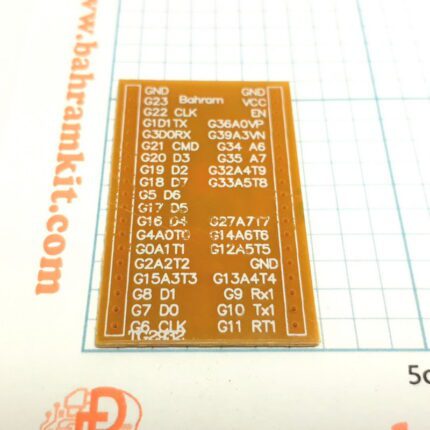 www.bahramkit.com
GND GND
G23 Bahram VCC
G22 CLK EN
G1D1TX G36A0VP
G3D0RX G39A3VN
G21 CMD G34 A6
G20 D3 G35 A7
G19 D2 G32A4T9
G18 D7 G33A5T8
G5 D6
G17 D5
G16 D4 G27A7T7
G4A0T0 G14A6T6
G0A1T1 G12A5T5
G2A2T2 GND
G15A3T3 G13A4T4
G8 D1 G9 Rx1
G7 D0 G10 Tx1
G6 CLK G11 RT1